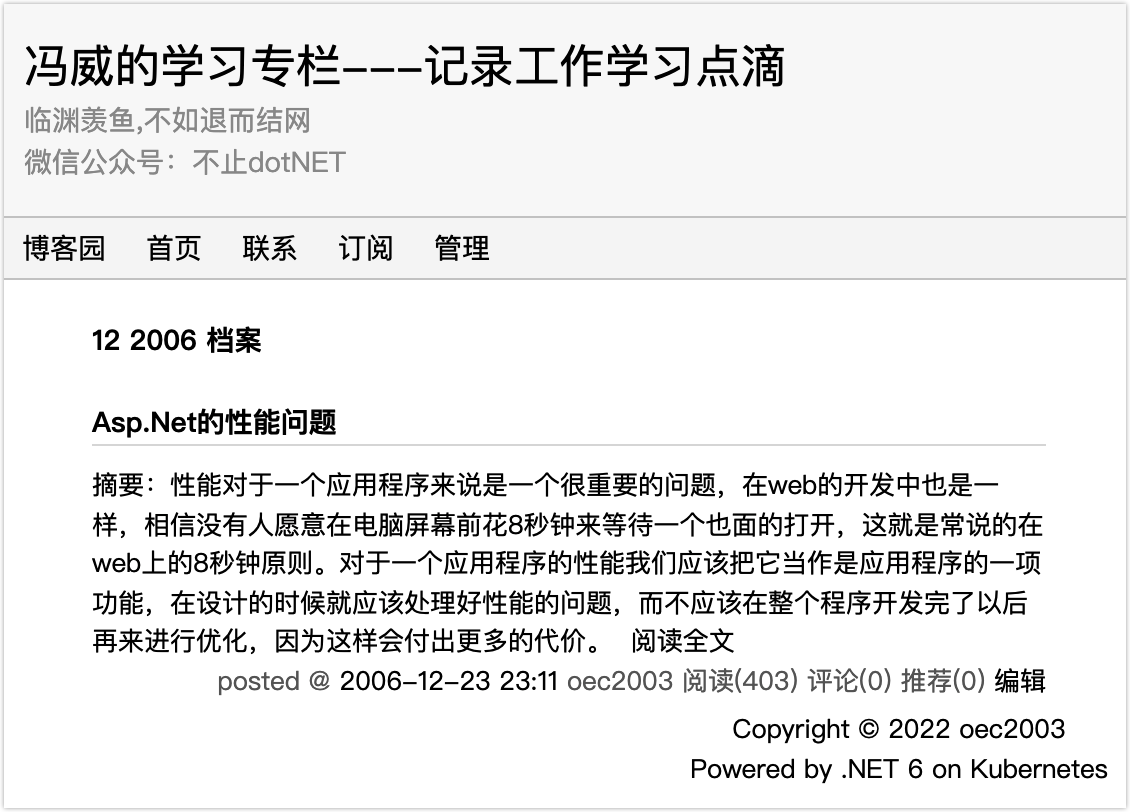 冯威的学习专栏---记录工作学习点滴
临渊羡鱼,不如退而结网
微信公众号：不止dotNET
博客园 首页 联系 订阅 管理
12 2006 档案
Asp.Net的性能问题
摘要：性能对于一个应用程序来说是一个很重要的问题，在web的开发中也是一
样，相信没有人愿意在电脑屏幕前花8秒钟来等待一个也面的打开，这就是常说的在
web上的8秒钟原则。对于一个应用程序的性能我们应该把它当作是应用程序的一项
功能，在设计的时候就应该处理好性能的问题，而不应该在整个程序开发完了以后
再来进行优化，因为这样会付出更多的代价。 阅读全文
posted @ 2006-12-23 23:11 oec2003 阅读(403) 评论(0) 推荐(0) 编辑
Copyright © 2022 oec2003
Powered by .NET 6 on Kubernetes